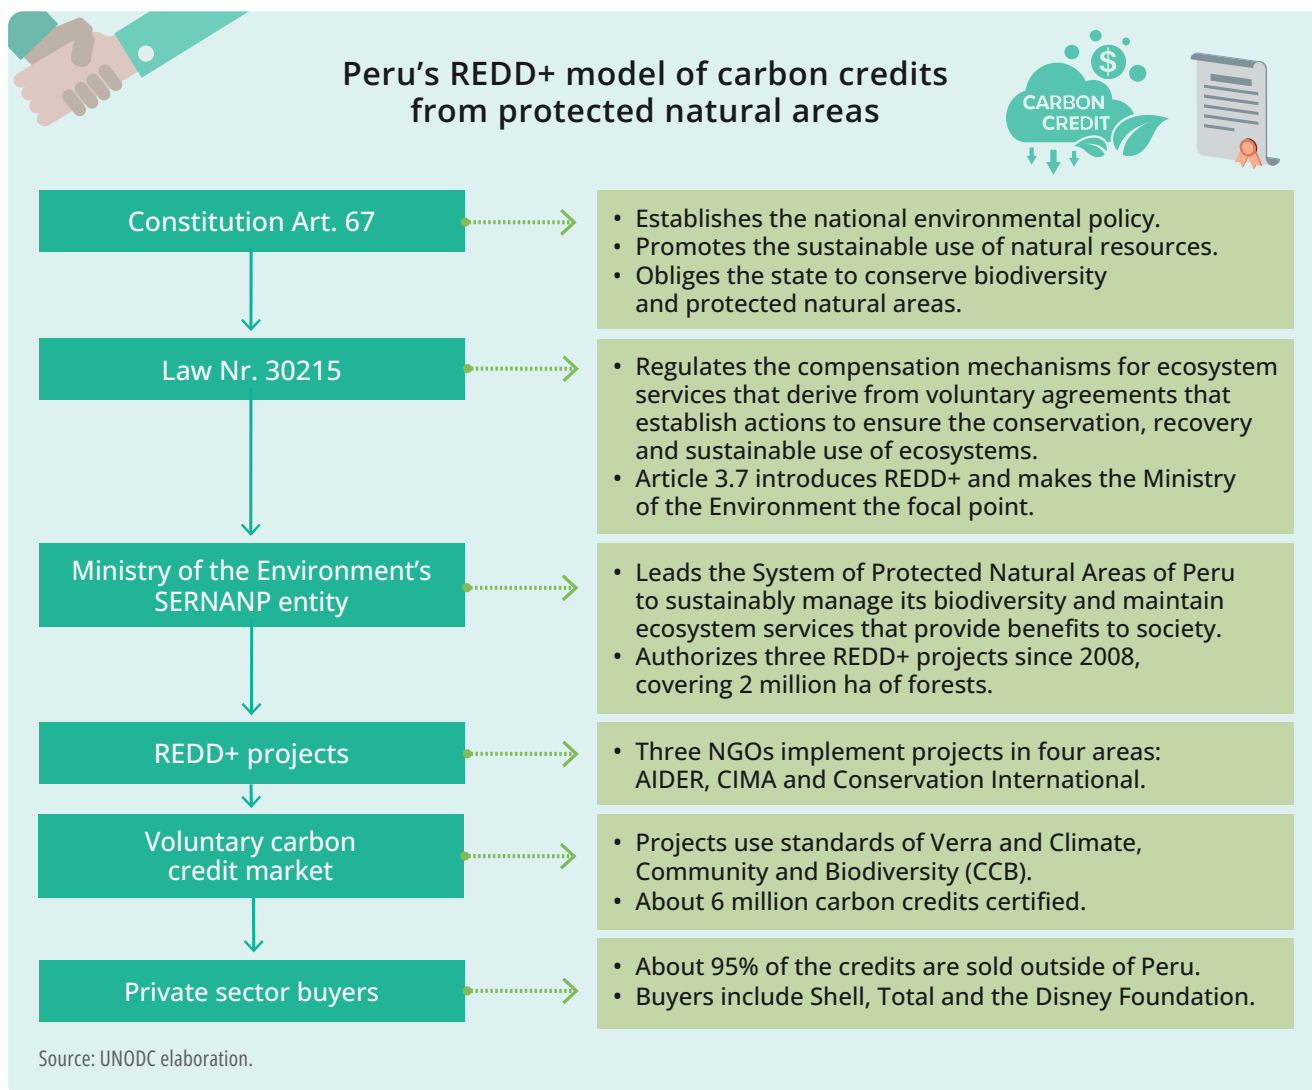 Peru's REDD+ model of carbon credits
from protected natural areas
$
CARBON
CREDIT
Constitution Art. 67
• Establishes the national environmental policy.
• Promotes the sustainable use of natural resources.
• Obliges the state to conserve biodiversity
and protected natural areas.
Law Nr. 30215
• Regulates the compensation mechanisms for ecosystem
services that derive from voluntary agreements that
establish actions to ensure the conservation, recovery
and sustainable use of ecosystems.
• Article 3.7 introduces REDD+ and makes the Ministry
of the Environment the focal point.
Ministry of the Environment's
SERNANP entity
• Leads the System of Protected Natural Areas of Peru
to sustainably manage its biodiversity and maintain
ecosystem services that provide benefits to society.
• Authorizes three REDD+ projects since 2008,
covering 2 million ha of forests.
REDD+ projects
• Three NGOs implement projects in four areas:
AIDER, CIMA and Conservation International.
Voluntary carbon
credit market
• Projects use standards of Verra and Climate,
Community and Biodiversity (CCB).
• About 6 million carbon credits certified.
Private sector buyers
• About 95% of the credits are sold outside of Peru.
• Buyers include Shell, Total and the Disney Foundation.
Source: UNODC elaboration.